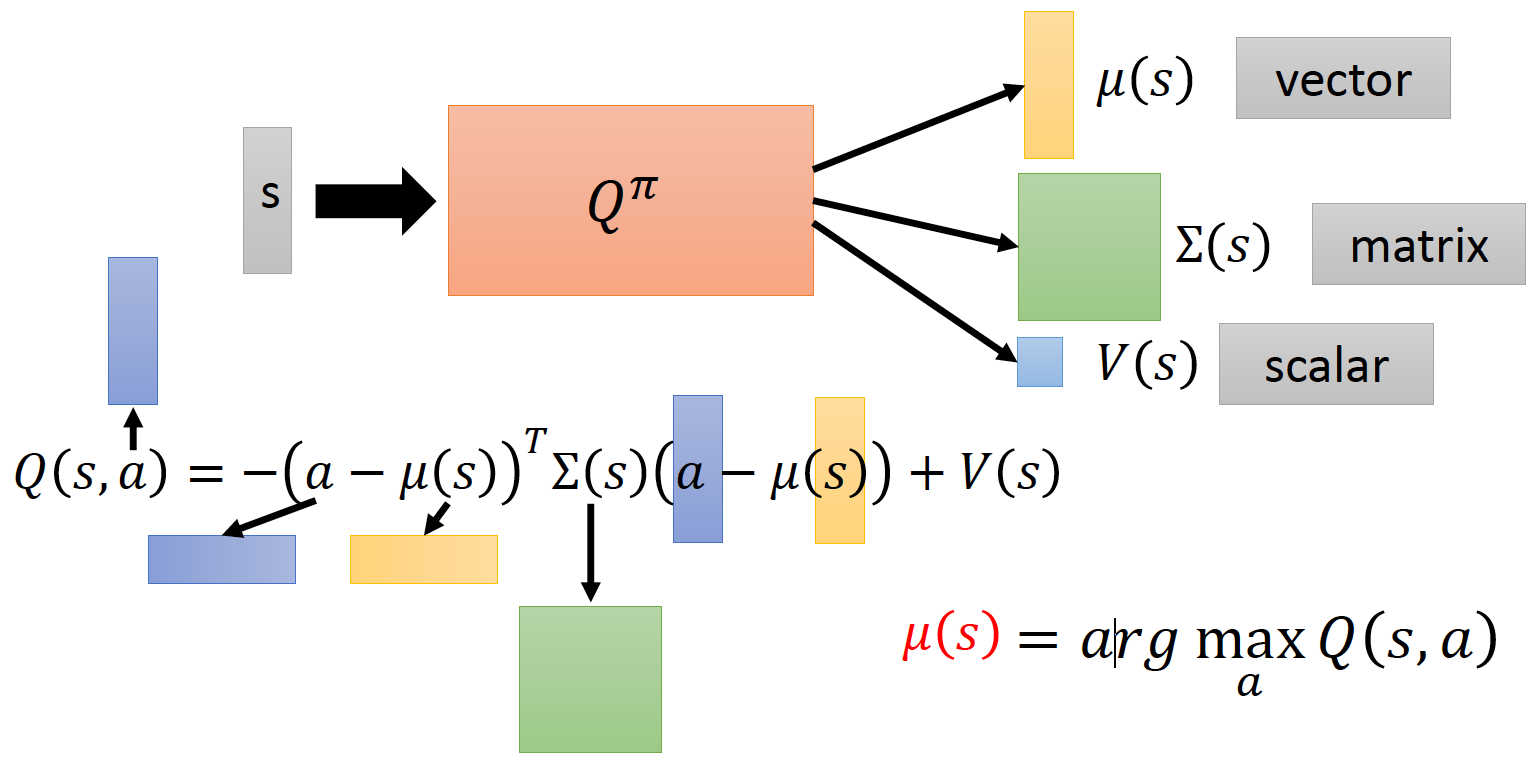 μ(s) vector
s
Q^π
Σ(s) matrix
V(s) scalar
Q(s, a) = −(a − μ(s))^T Σ(s)(a − μ(s)) + V(s)
μ(s) = arg max_a Q(s, a)